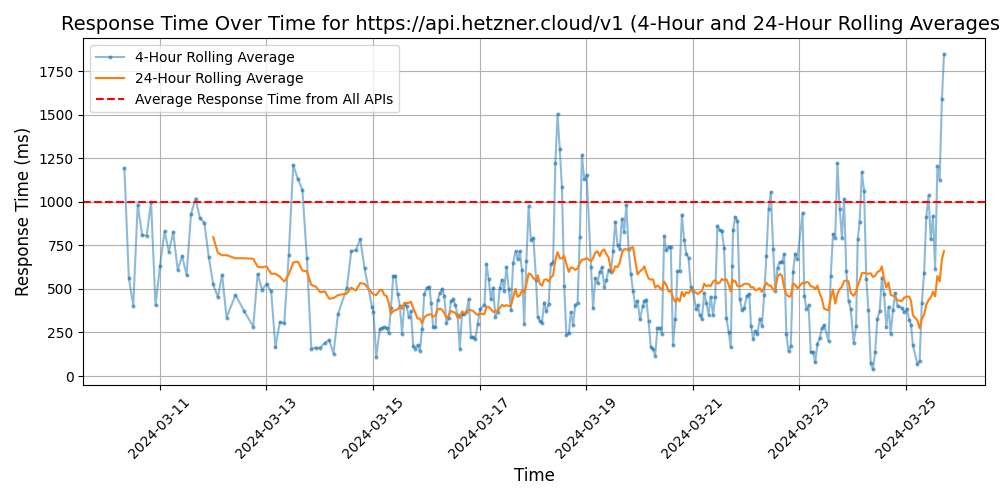 Response Time Over Time for https://api.hetzner.cloud/v1 (4-Hour and 24-Hour Rolling Averages
4-Hour Rolling Average
24-Hour Rolling Average
Average Response Time from All APIs
Response Time (ms)
1750
1500
1250
1000
750
500
250
0
2024-03-11
2024-03-13
2024-03-15
2024-03-17
2024-03-19
2024-03-21
2024-03-23
2024-03-25
Time